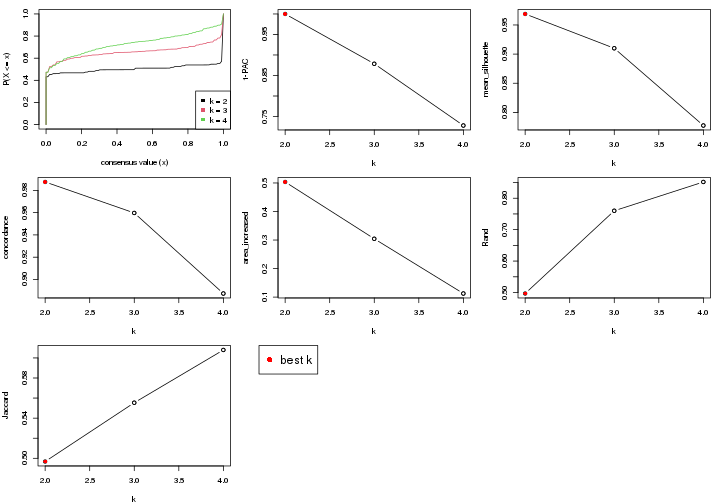 P(X <= x)
1.0
0.8
0.6
0.4
0.2
0.0
k = 2
k = 3
k = 4
0.0 0.2 0.4 0.6 0.8 1.0
consensus value (x)
1-PAC
0.95
0.85
0.75
2.0 2.5 3.0 3.5 4.0
k
mean_silhouette
0.95
0.90
0.85
0.80
2.0 2.5 3.0 3.5 4.0
k
concordance
0.98
0.96
0.94
0.92
0.90
2.0 2.5 3.0 3.5 4.0
k
area_increased
0.5
0.4
0.3
0.2
0.1
2.0 2.5 3.0 3.5 4.0
k
Rand
0.80
0.70
0.60
0.50
2.0 2.5 3.0 3.5 4.0
k
Jaccard
0.58
0.54
0.50
2.0 2.5 3.0 3.5 4.0
k
best k